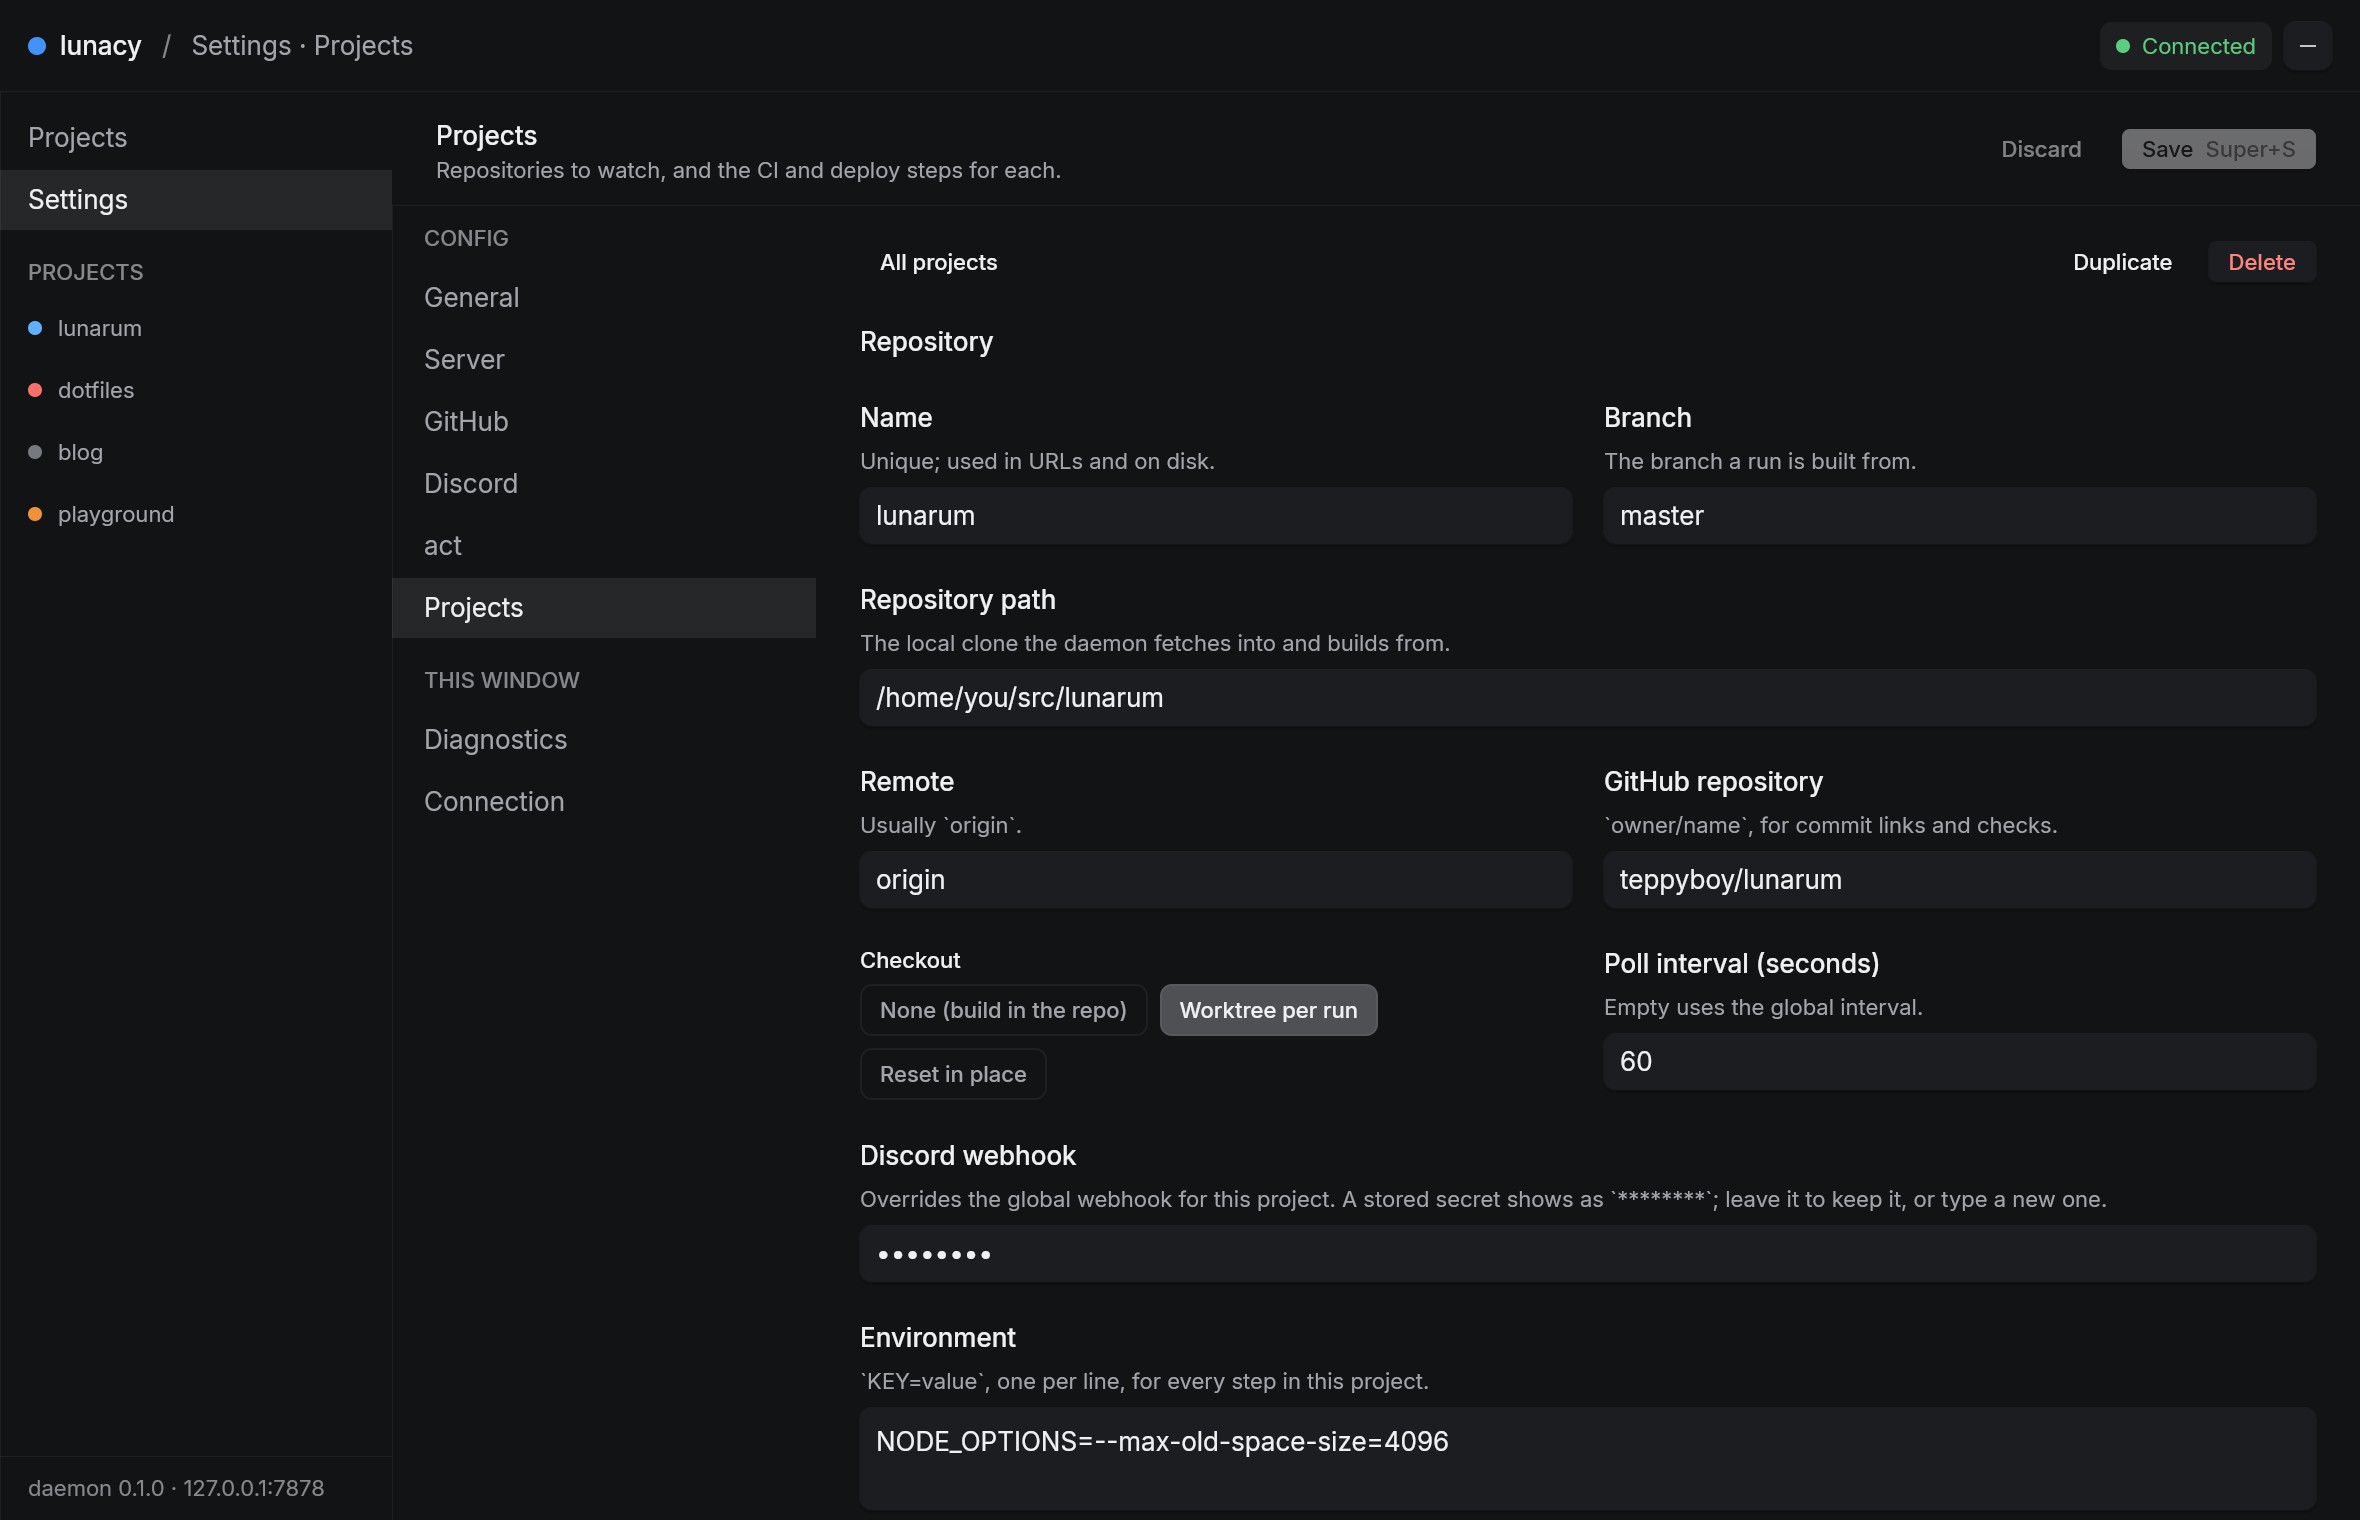 lunacy / Settings · Projects
Connected
Projects
Settings
PROJECTS
lunarum
dotfiles
blog
playground
daemon 0.1.0 · 127.0.0.1:7878
Projects
Repositories to watch, and the CI and deploy steps for each.
Discard
Save Super+S
CONFIG
General
Server
GitHub
Discord
act
Projects
THIS WINDOW
Diagnostics
Connection
All projects
Duplicate
Delete
Repository
Name
Unique; used in URLs and on disk.
lunarum
Branch
The branch a run is built from.
master
Repository path
The local clone the daemon fetches into and builds from.
/home/you/src/lunarum
Remote
Usually `origin`.
origin
GitHub repository
`owner/name`, for commit links and checks.
teppyboy/lunarum
Checkout
None (build in the repo)
Worktree per run
Reset in place
Poll interval (seconds)
Empty uses the global interval.
60
Discord webhook
Overrides the global webhook for this project. A stored secret shows as `********`; leave it to keep it, or type a new one.
••••••••
Environment
`KEY=value`, one per line, for every step in this project.
NODE_OPTIONS=--max-old-space-size=4096